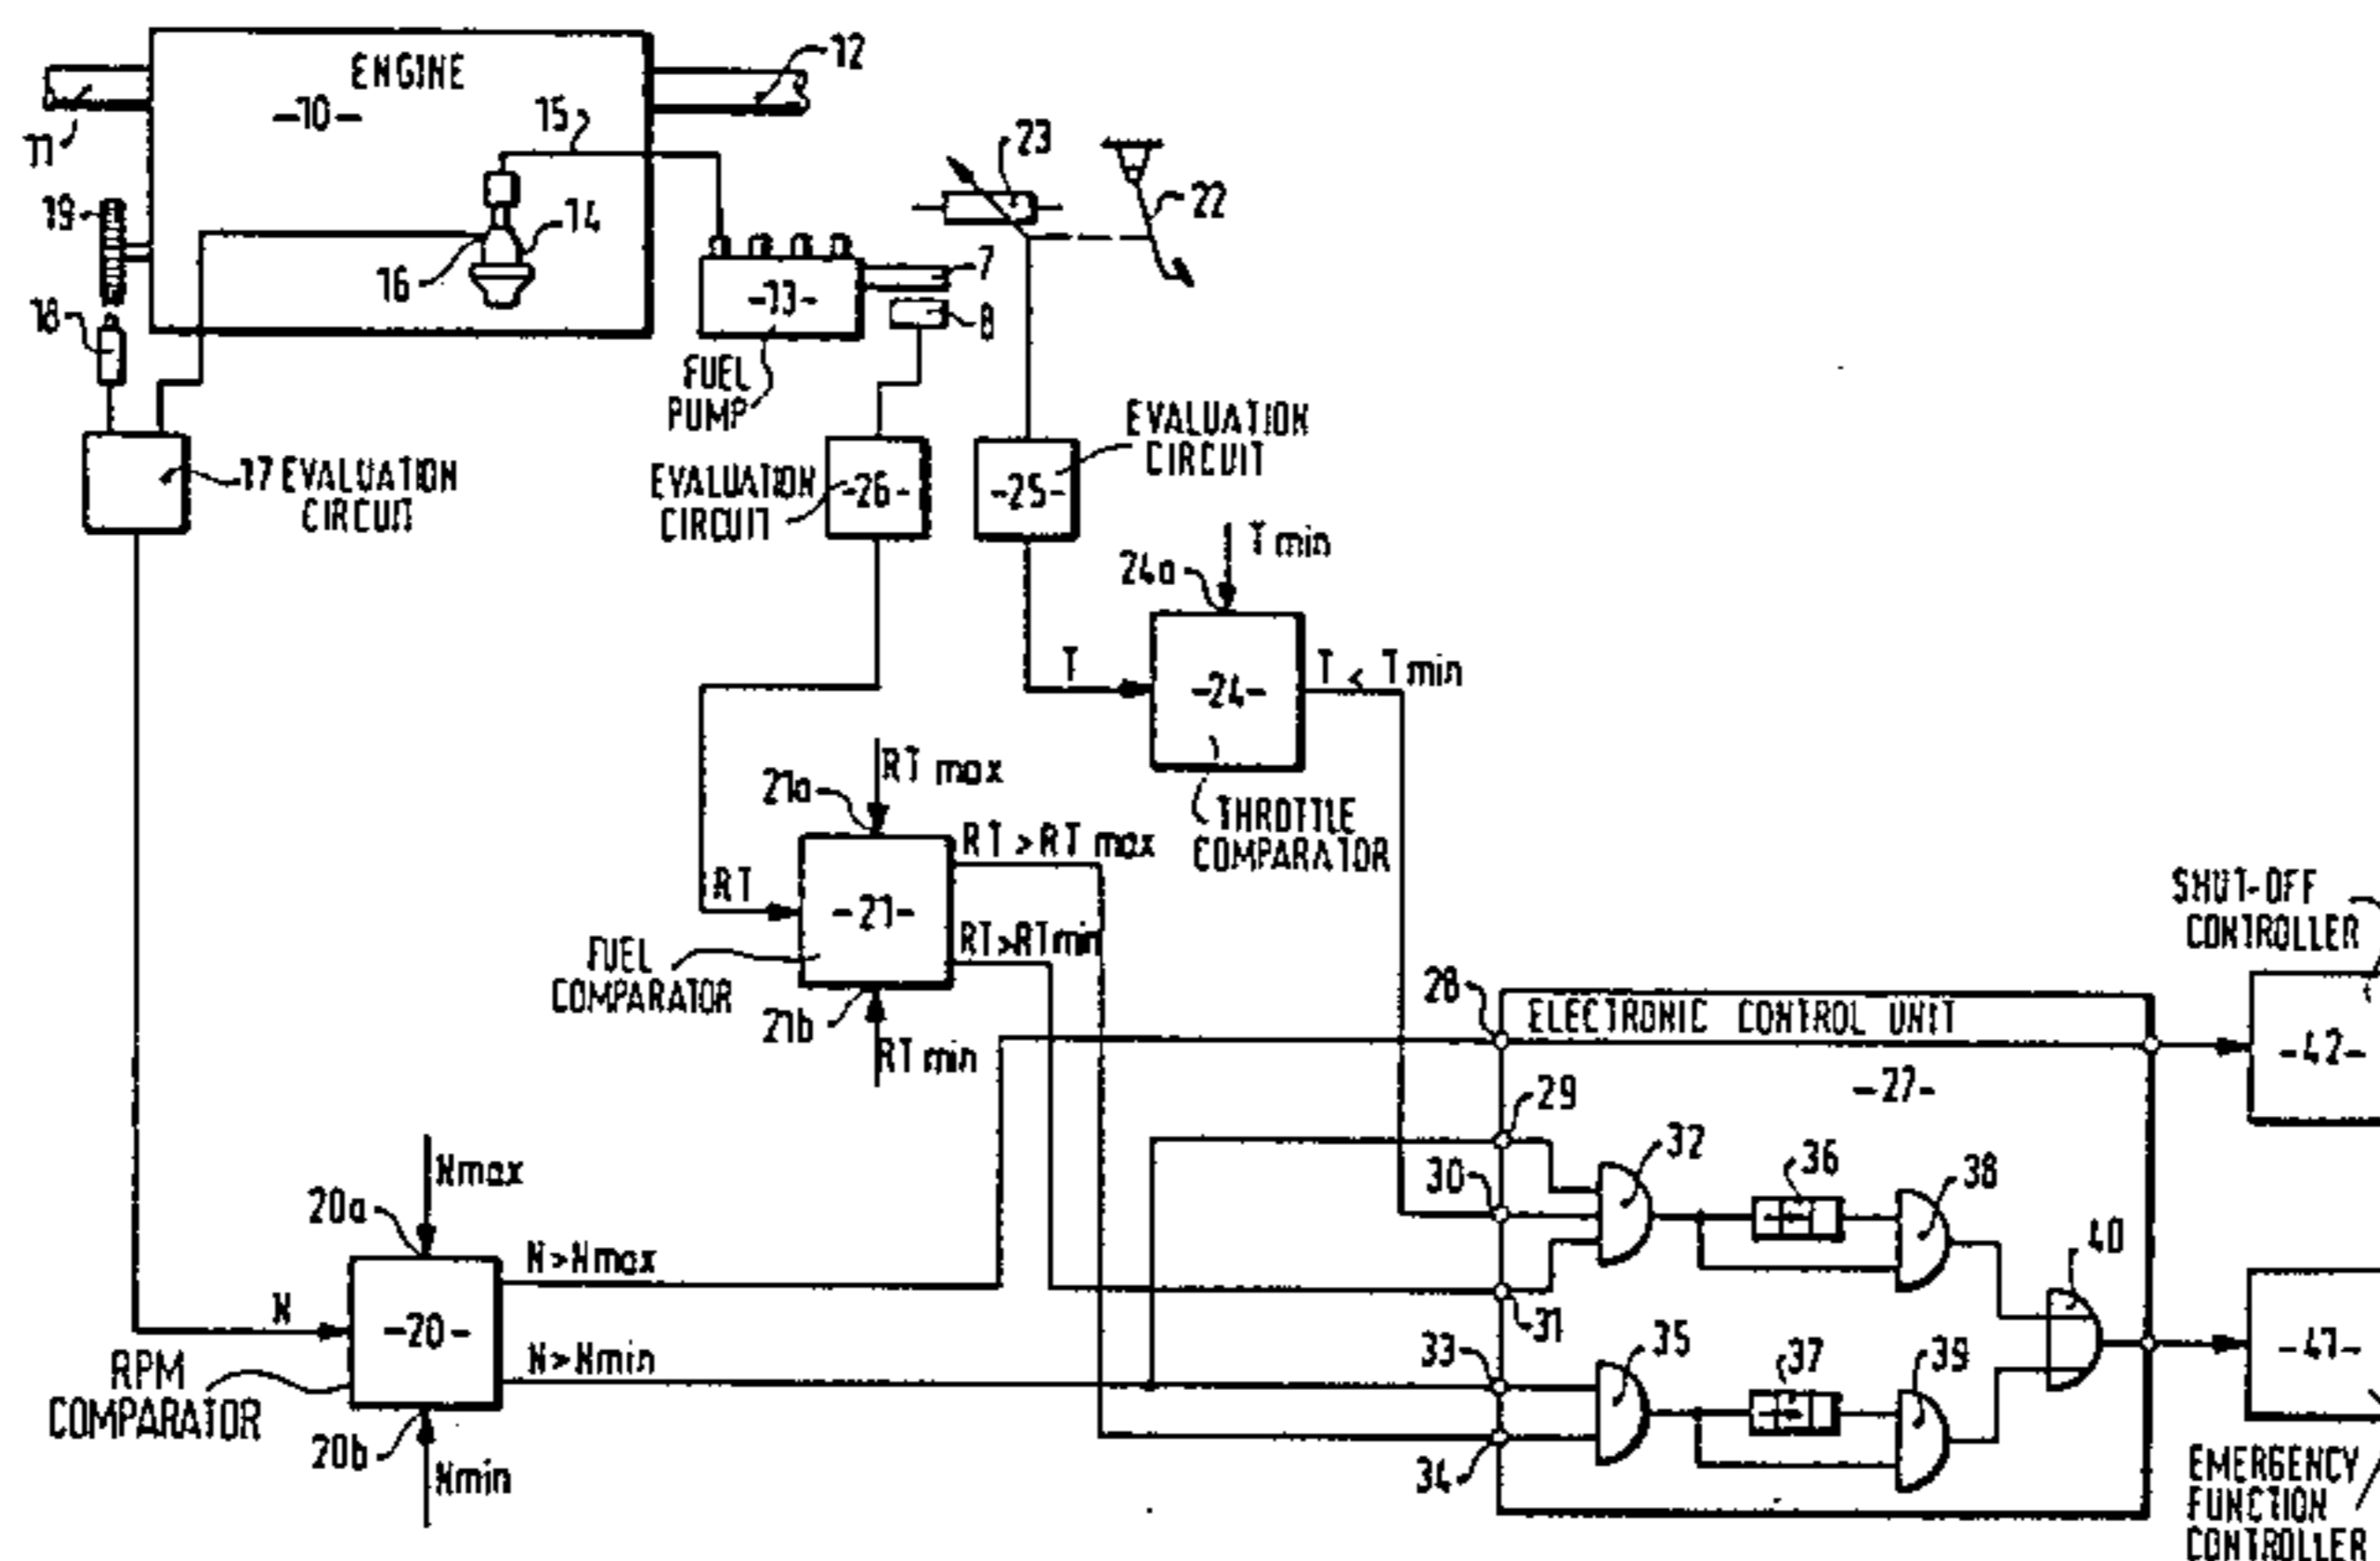 ENGINE
-10-
11
12
15
19
16
14
18
23
22
-13-
7
8
FUEL
PUMP
17 EVALUATION
CIRCUIT
EVALUATION
CIRCUIT
-26-
EVALUATION
CIRCUIT
-25-
24a
T min
T
-24-
T < T min
THROTTLE
COMPARATOR
21a
RT max
RT
-21-
RT > RT max
RT>RTmin
FUEL
COMPARATOR
21b
RT min
SHUT-OFF
CONTROLLER
28
ELECTRONIC CONTROL UNIT
-27-
-42-
29
30
32
36
38
40
31
33
35
37
39
34
-41-
EMERGENCY
FUNCTION
CONTROLLER
Nmax
20a
N
-20-
N>Nmax
N>Nmin
RPM
COMPARATOR
20b
Nmin